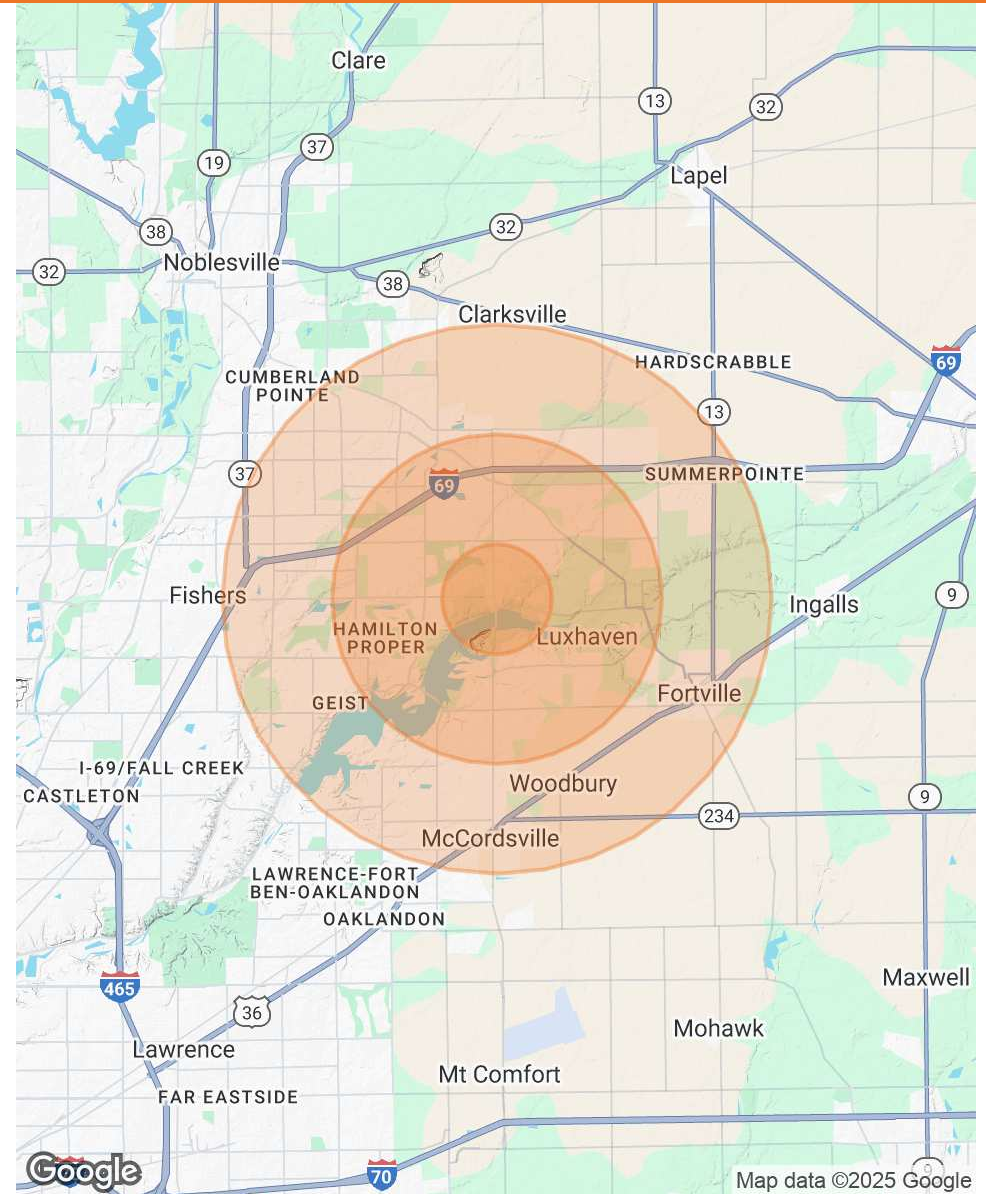 Clare
13
32
37
19
Lapel
32
38
Noblesville
32
38
Clarksville
HARDSCRABBLE
69
CUMBERLAND
POINTE
13
37
69
SUMMERPOINTE
Fishers
Ingalls
9
HAMILTON
PROPER
Luxhaven
GEIST
Fortville
I-69/FALL CREEK
CASTLETON
Woodbury
9
234
McCordsville
LAWRENCE-FORT
BEN-OAKLANDON
OAKLANDON
465
Maxwell
36
Mohawk
Lawrence
Mt Comfort
FAR EASTSIDE
Google
70
9
Map data ©2025 Google